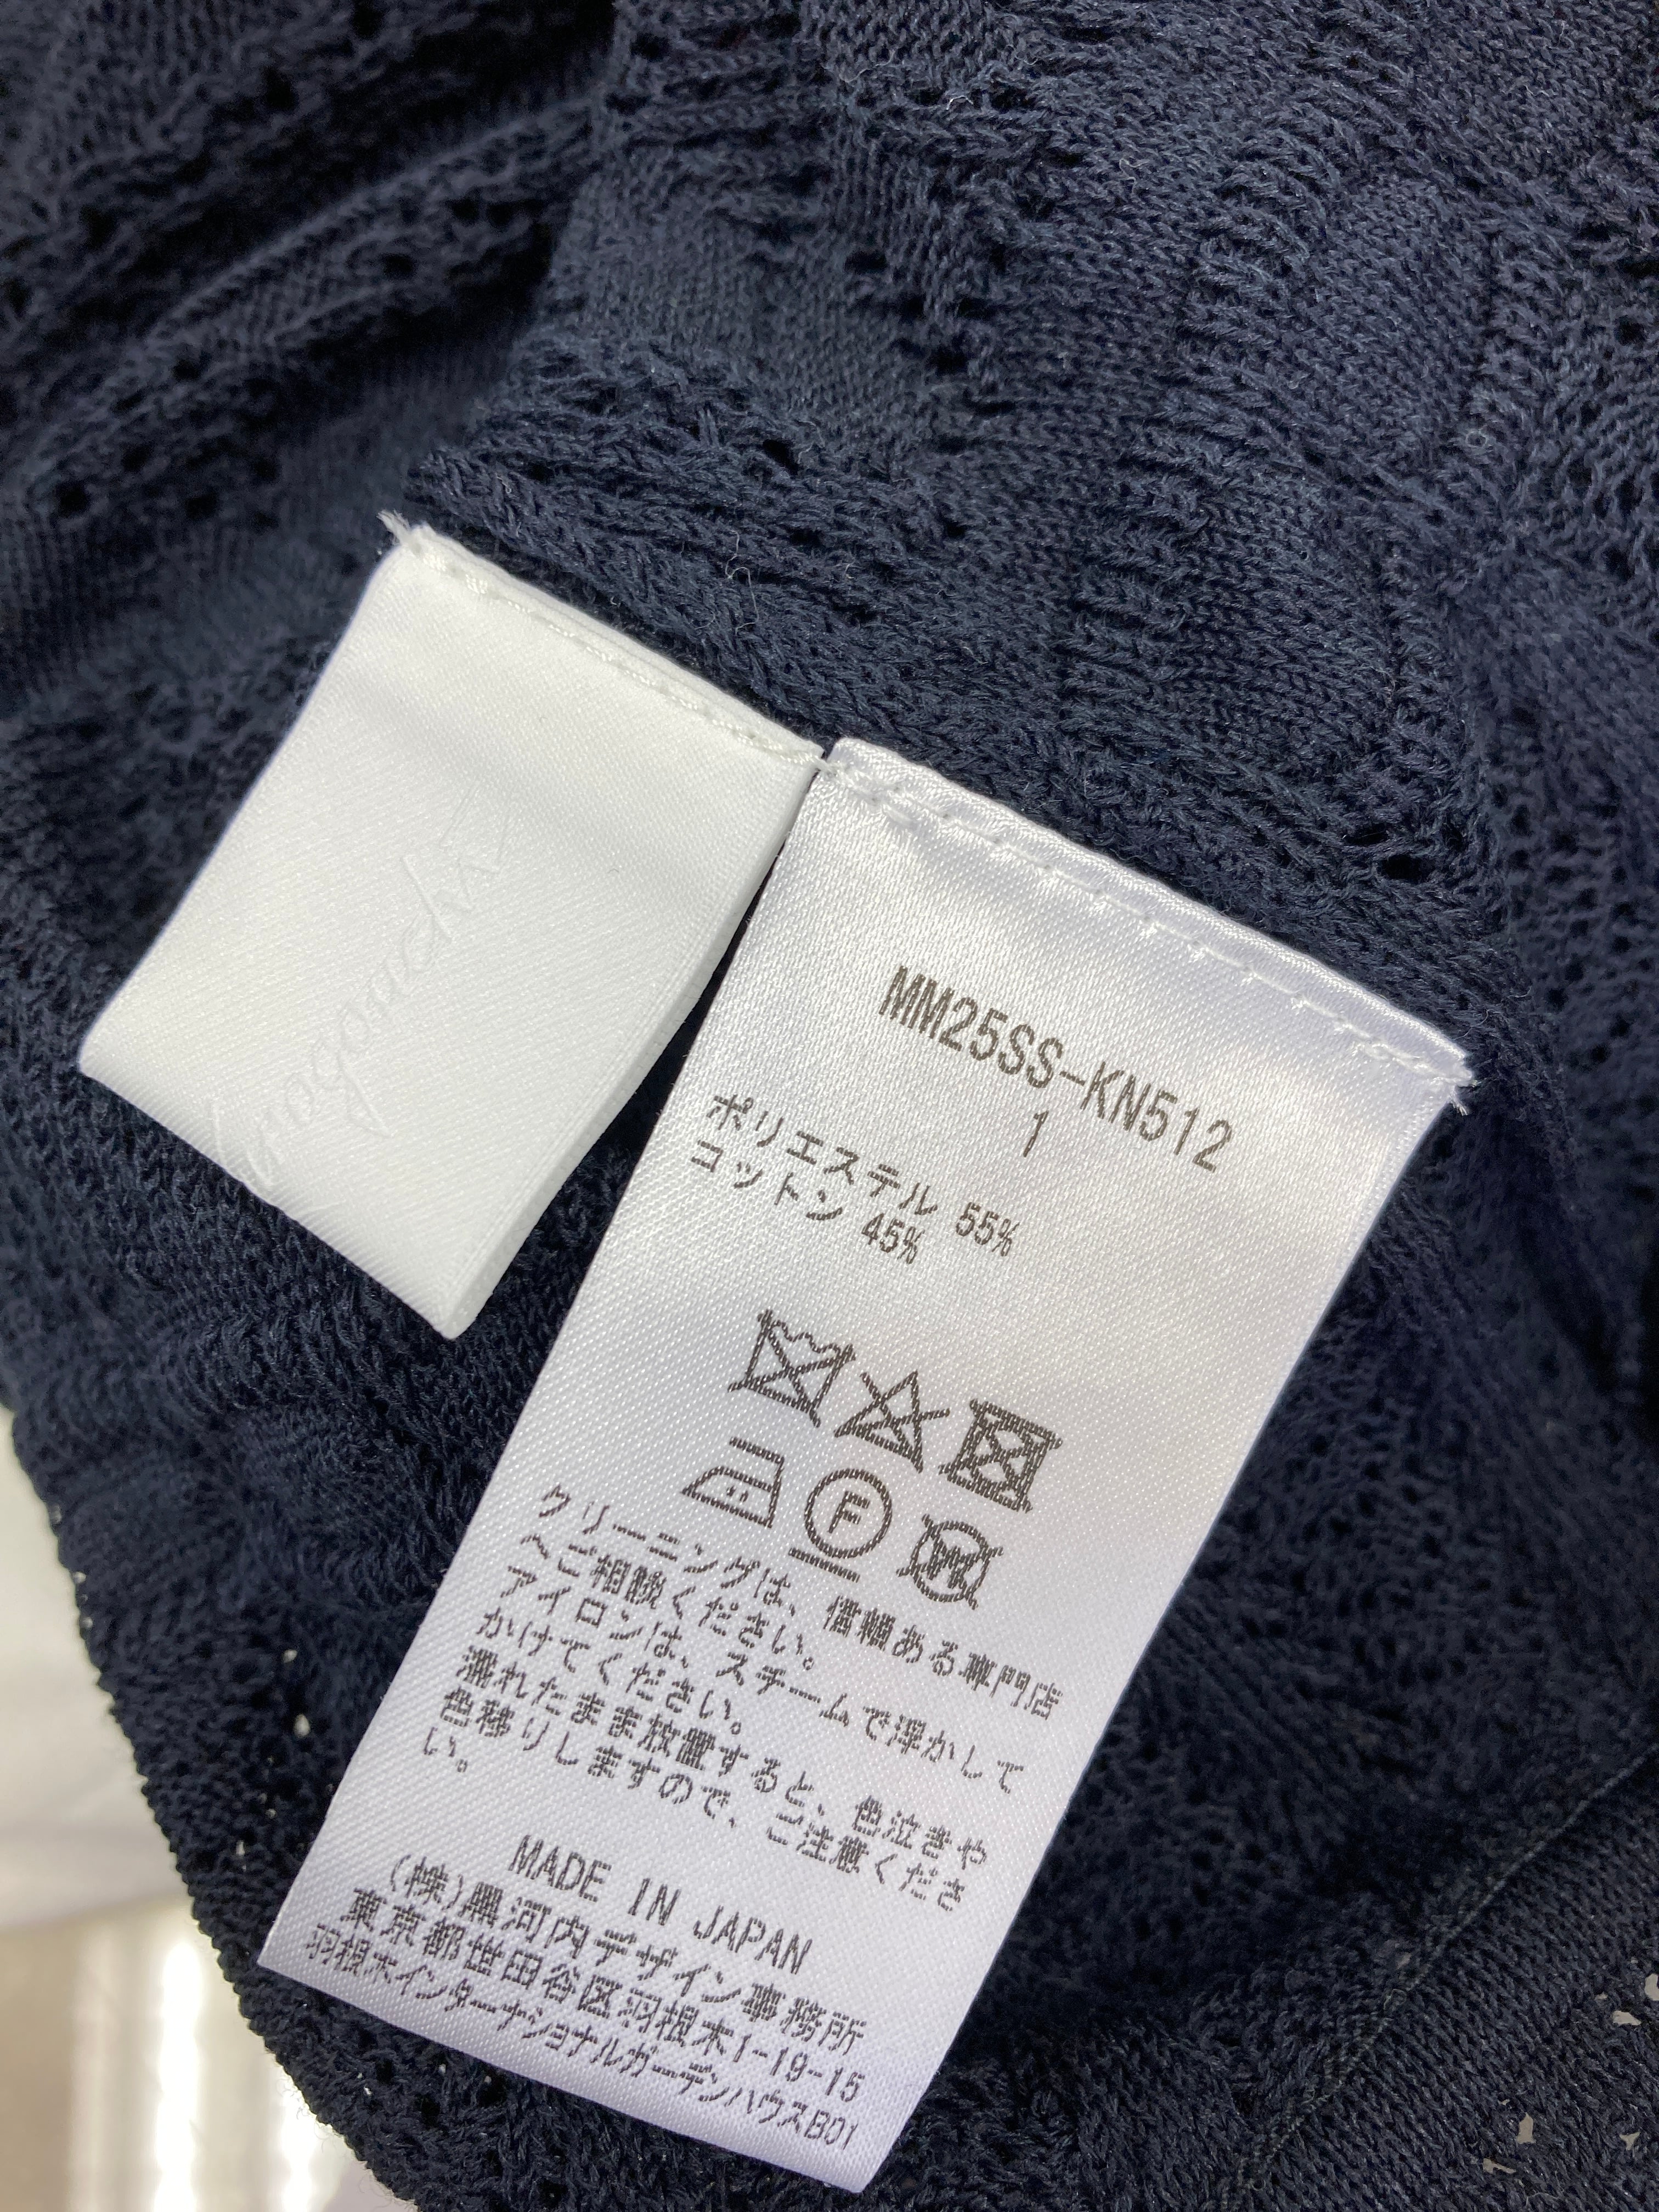 kurogouchi
MM25SS-KN512
1
ポリエステル 55%
コットン 45%
F
W
クリーニングは、信頼ある専門店
へご相談ください。
アイロンは、スチームで浮かして
かけてください。
濡れたまま放置すると、色泣きや
色移りしますので、ご注意くださ
い。
MADE IN JAPAN
(株)黒河内デザイン事務所
東京都世田谷区羽根木1-19-15
羽根木インターナショナルガーデンハウスB01